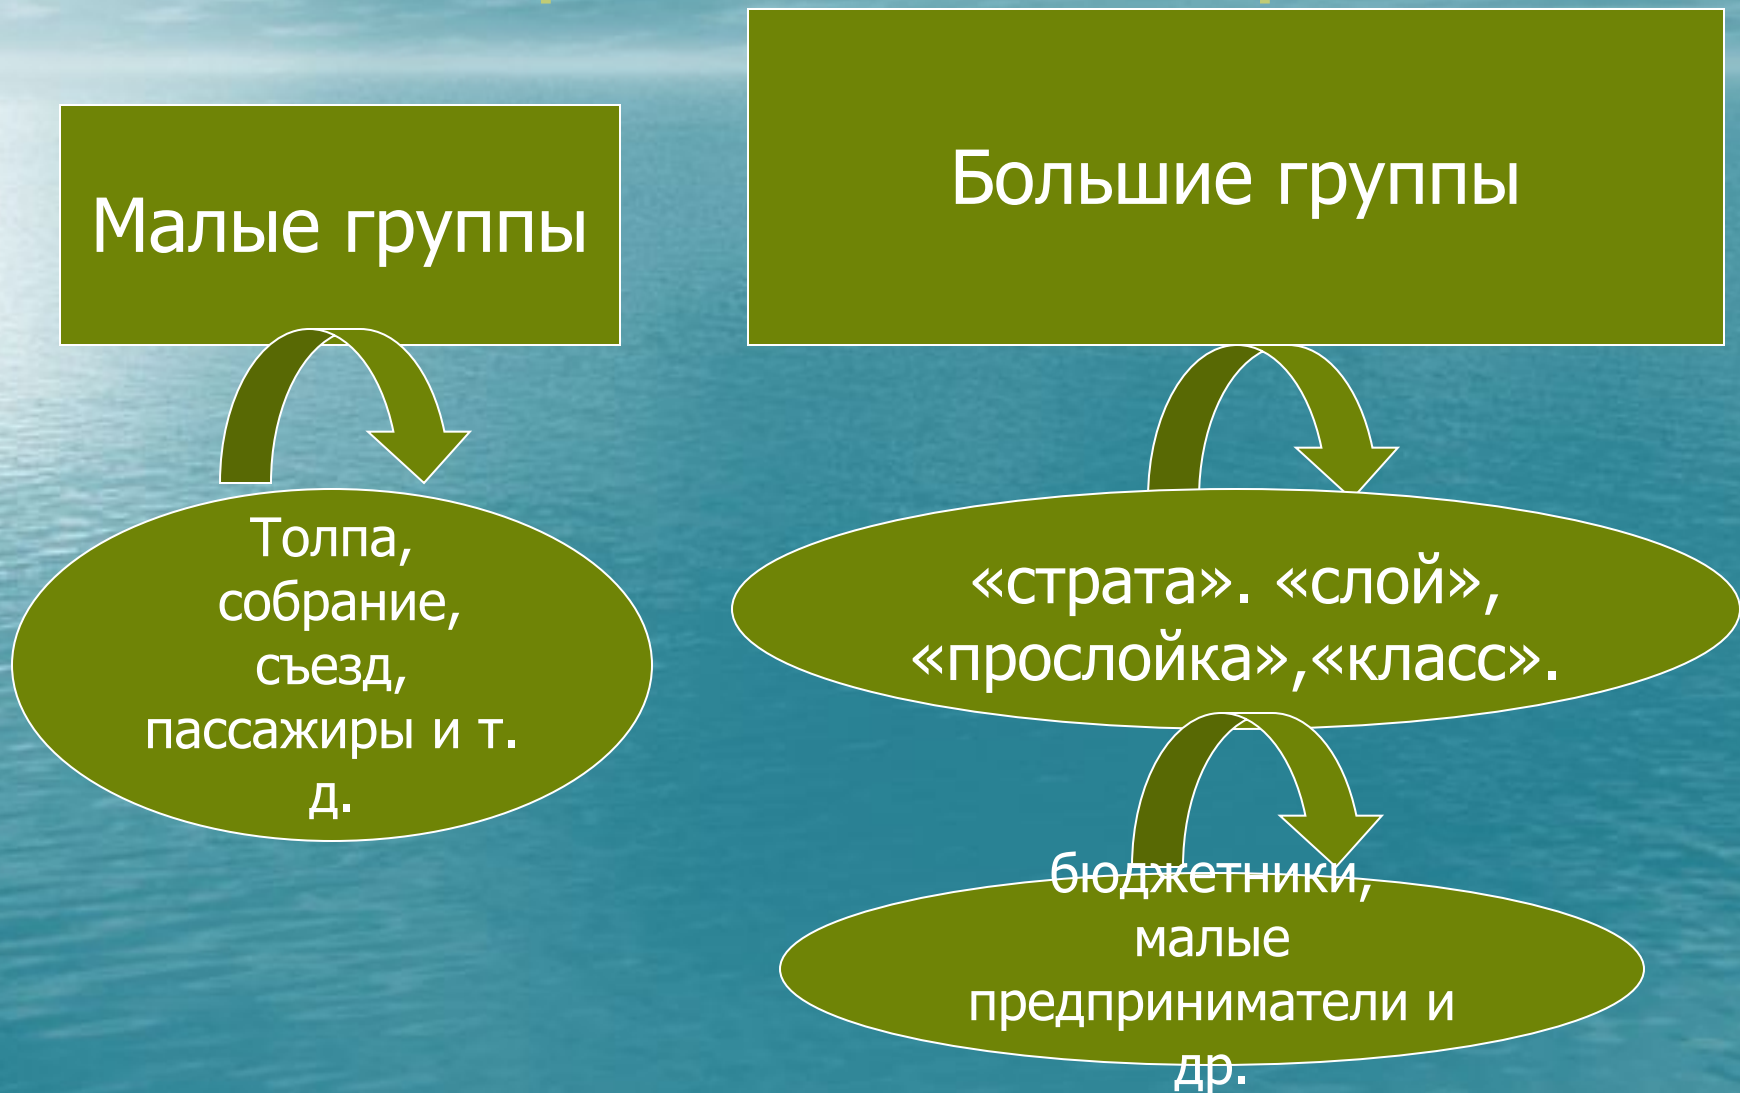 Малые группы
Большие группы
Толпа,
собрание,
съезд,
пассажиры и т.
д.
«страта». «слой»,
«прослойка»,«класс».
бюджетники,
малые
предприниматели и
др.